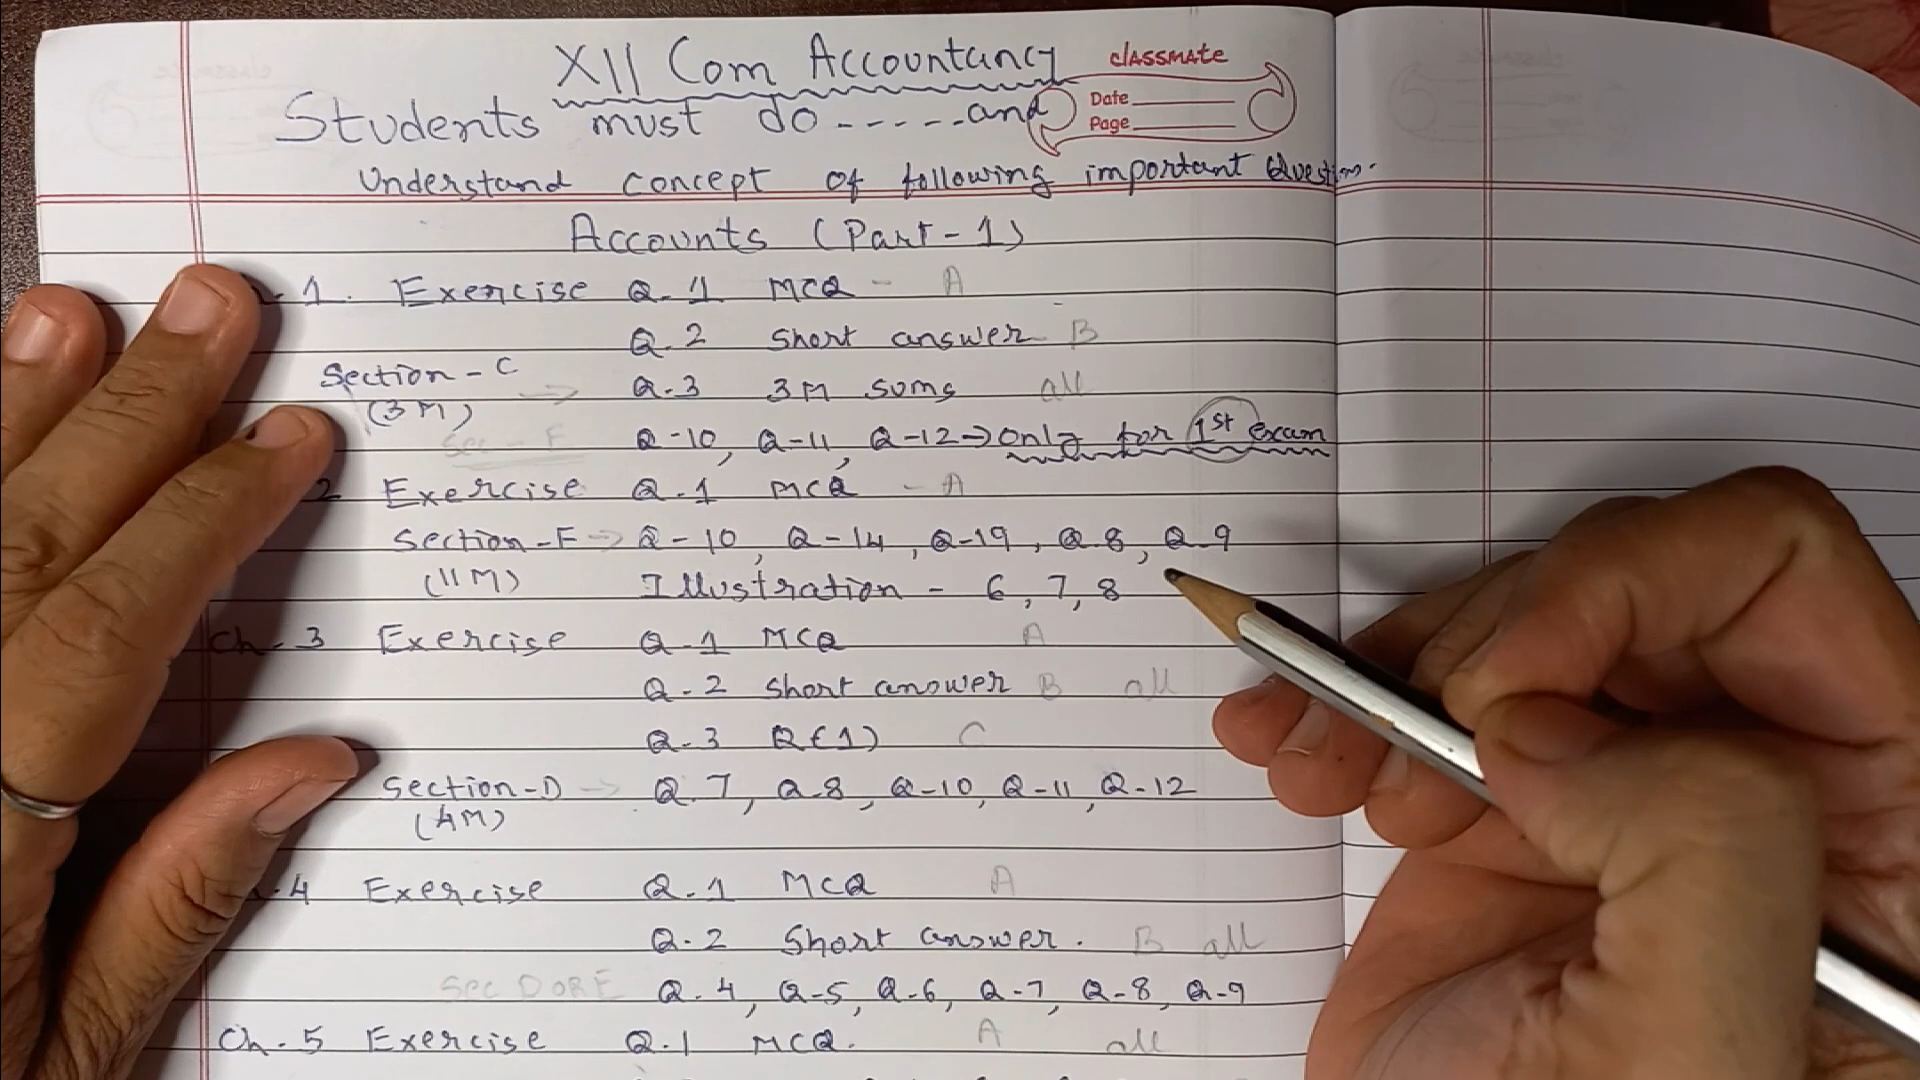 XII Com Accountancy
classmate
Date
Page
Students must do -----and
Understand concept of following important Question.
Accounts (Part-1)
1. Exercise Q.1 MCQ - A
Q.2 Short answer B
Section-C (3M) → Q.3 3M sums all
Sec-F Q-10, Q-11, Q-12→ only for 1st exam
2 Exercise Q.1 MCQ - A
Section-F → Q-10, Q-14, Q-19, Q.8, Q.9
(11M) Illustration - 6, 7, 8
Ch-3 Exercise Q-1 MCQ A
Q-2 Short answer B all
Q-3 Q(1) C
Section-D → Q.7, Q-8, Q-10, Q-11, Q-12
(4M)
4 Exercise Q.1 MCQ A
Q.2 Short answer. B all
Sec D OR E Q.4, Q-5, Q-6, Q-7, Q-8, Q-9
Ch-5 Exercise Q.1 MCQ. A all